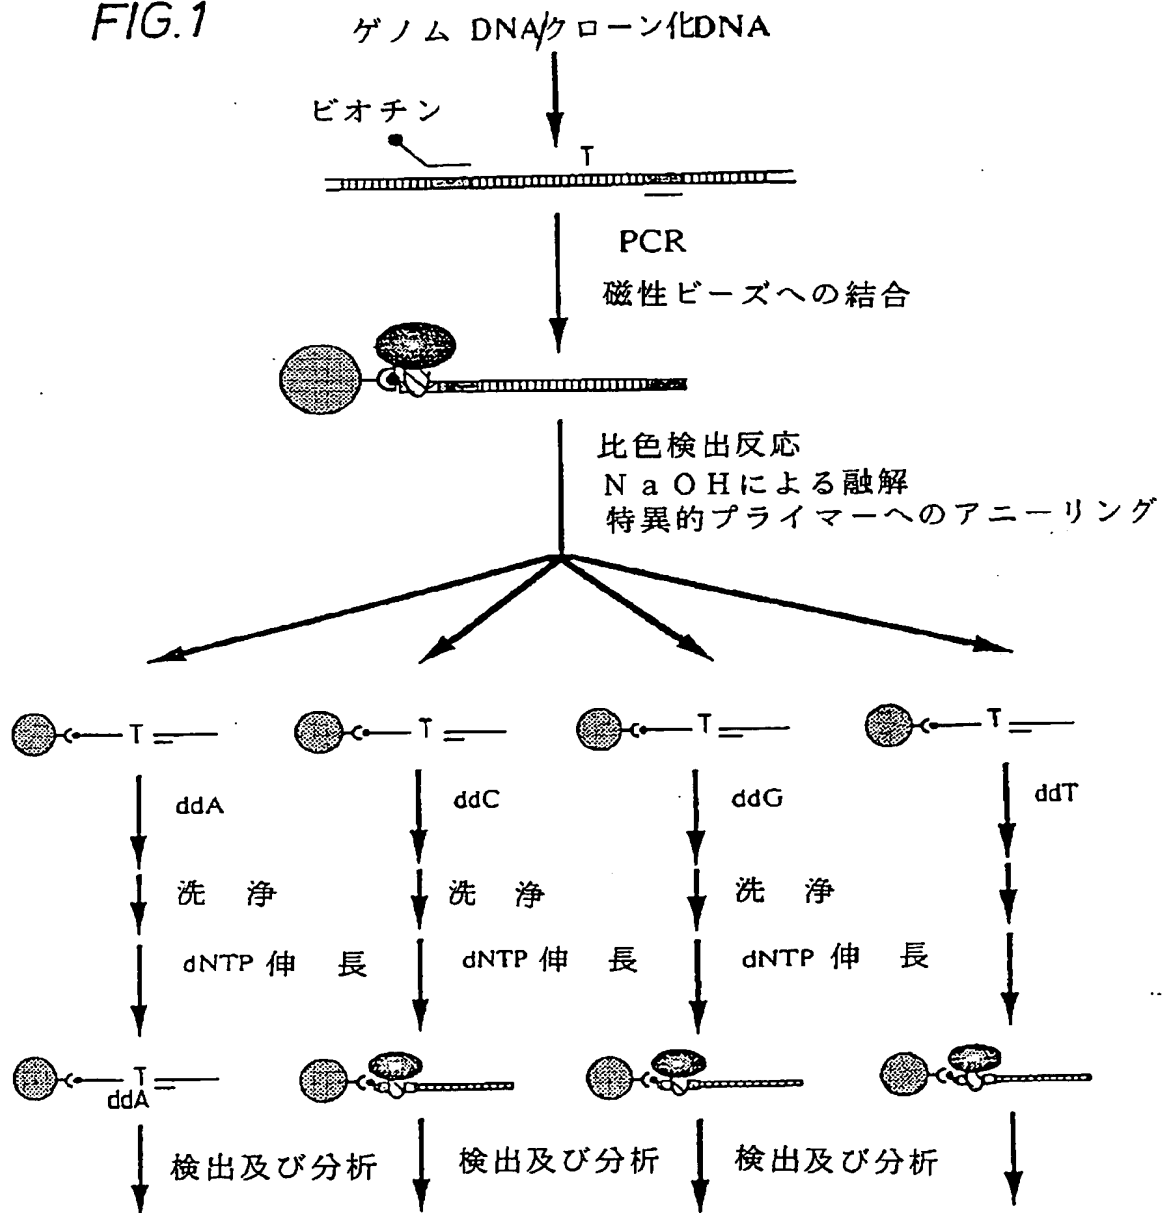 FIG.1
ゲノム DNA/クローン化DNA
ビオチン
T
PCR
磁性ビーズへの結合
比色検出反応
NaOHによる融解
特異的プライマーへのアニーリング
T T T T
ddA ddC ddG ddT
洗 浄 洗 浄 洗 浄
dNTP 伸 長 dNTP 伸 長 dNTP 伸 長
T
ddA
検出及び分析 検出及び分析 検出及び分析